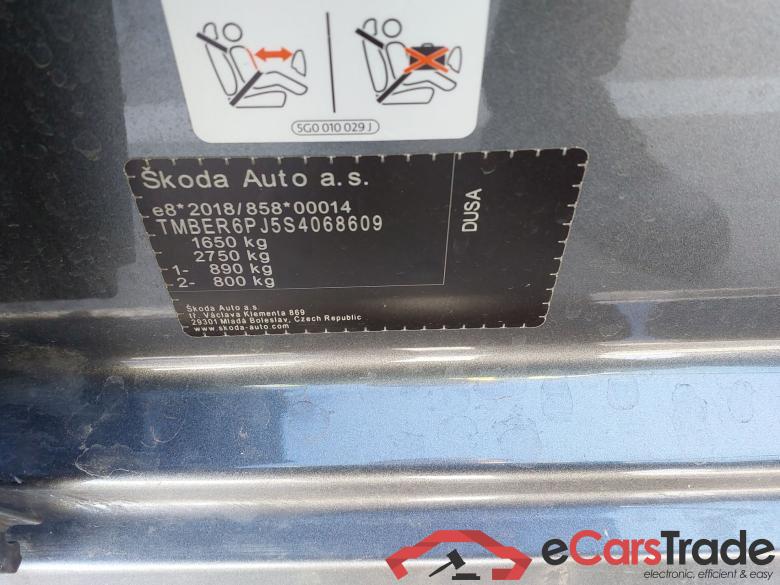 5G0 010 029 J
Škoda Auto a.s.
e8*2018/858*00014
TMBER6PJ5S4068609
1650 kg
2750 kg
1- 890 kg
2- 800 kg
DUSA
Škoda Auto a.s
tř. Václava Klementa 869
29301 Mladá Boleslav, Czech Republic
www.skoda-auto.com
eCarsTrade
electronic, efficient & easy